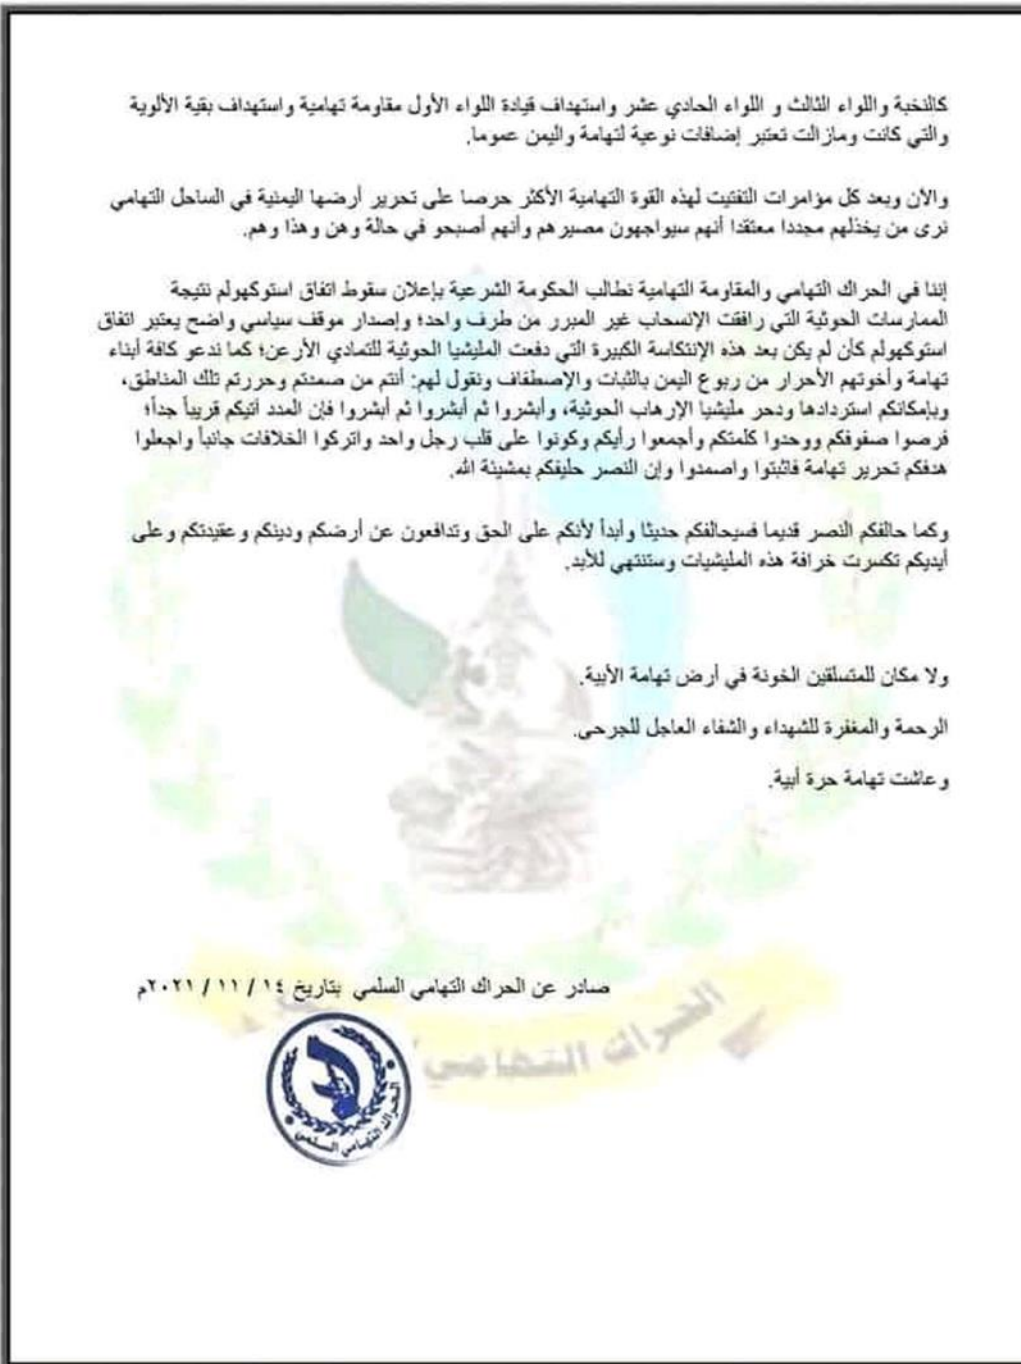 كالنخبة واللواء الثالث و اللواء الحادي عشر واستهداف قيادة اللواء الأول مقاومة تهامية واستهداف بقية الألوية
والتي كانت ومازالت تعتبر إضافات نوعية لتهامة واليمن عموما.
والأن وبعد كل مؤامرات التفتيت لهذه القوة التهامية الأكثر حرصا على تحرير أرضها اليمنية في الساحل التهامي
نرى من يخذلهم مجددا معتقدا أنهم سيواجهون مصيرهم وأنهم أصبحو في حالة وهن وهذا وهم.
إننا في الحراك التهامي والمقاومة التهامية نطالب الحكومة الشرعية بإعلان سقوط اتفاق استوكهولم نتيجة
الممارسات الحوثية التي رافقت الإنسحاب غير المبرر من طرف واحد؛ وإصدار موقف سياسي واضح يعتبر اتفاق
استوكهولم كأن لم يكن بعد هذه الإنتكاسة الكبيرة التي دفعت المليشيا الحوثية للتمادي الأرعن؛ كما ندعو كافة أبناء
تهامة وأخوتهم الأحرار من ربوع اليمن بالثبات والإصطفاف ونقول لهم: أنتم من صمدتم وحررتم تلك المناطق،
وبإمكانكم استردادها ودحر مليشيا الإرهاب الحوثية، وأبشروا ثم أبشروا ثم أبشروا فإن المدد آتيكم قريباً جداً؛
فرصوا صفوفكم ووحدوا كلمتكم وأجمعوا رأيكم وكونوا على قلب رجل واحد واتركوا الخلافات جانباً واجعلوا
هدفكم تحرير تهامة فاثبتوا واصمدوا وإن النصر حليفكم بمشيئة الله.
وكما حالفكم النصر قديما فسيحالفكم حديثا وأبدأ لأنكم على الحق وتدافعون عن أرضكم ودينكم وعقيدتكم وعلى
أيديكم تكسرت خرافة هذه المليشيات وستنتهي للأبد.
ولا مكان للمتسلقين الخونة في أرض تهامة الأبية.
الرحمة والمغفرة للشهداء والشفاء العاجل للجرحى.
وعاشت تهامة حرة أبية.
صادر عن الحراك التهامي السلمي بتاريخ ١٤ / ١١ / ٢٠٢١م
الحراك التهامي
الحراك التهامي السلمي